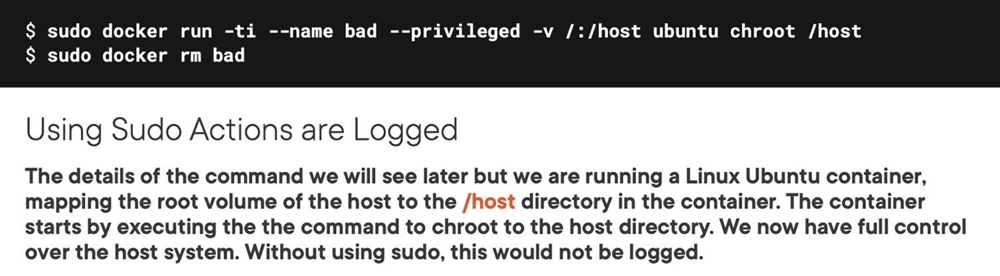 $ sudo docker run -ti --name bad --privileged -v /:/host ubuntu chroot /host
$ sudo docker rm bad
Using Sudo Actions are Logged
The details of the command we will see later but we are running a Linux Ubuntu container,
mapping the root volume of the host to the /host directory in the container. The container
starts by executing the the command to chroot to the host directory. We now have full control
over the host system. Without using sudo, this would not be logged.